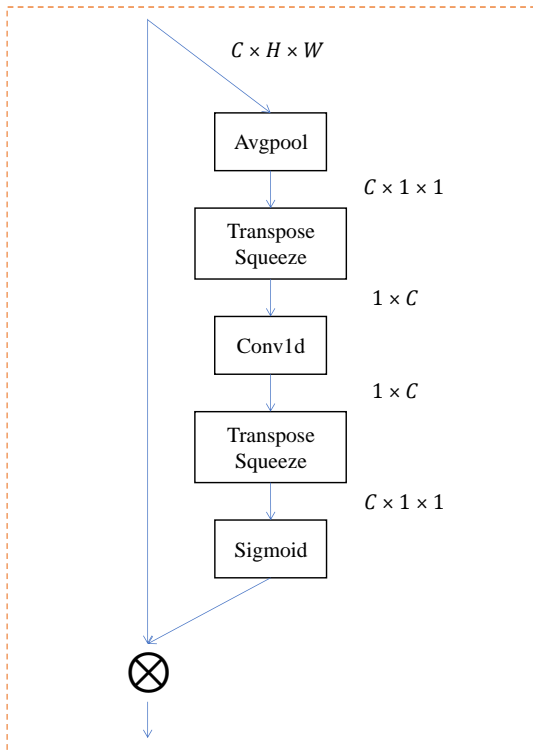 C × H × W
Avgpool
C × 1 × 1
Transpose
Squeeze
1 × C
Conv1d
1 × C
Transpose
Squeeze
C × 1 × 1
Sigmoid